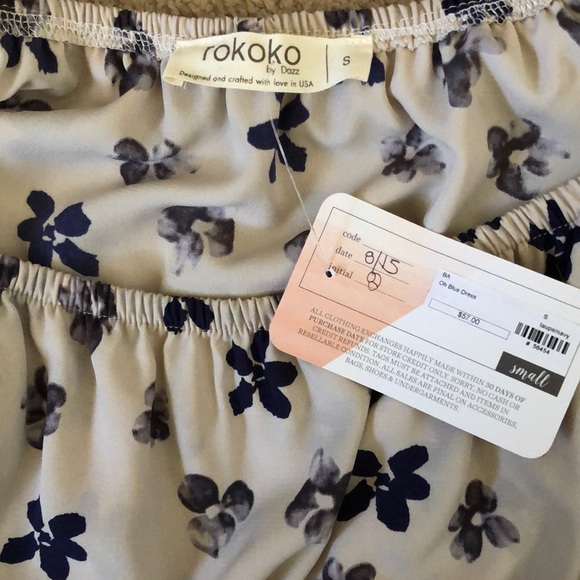 rokoko
by Dazz
Designed and crafted with love in USA
S
code
date 8/15
initial
BA
Oh Blue Dress
$57.00
S
taupe/navy
# 38454
small
ALL CLOTHING EXCHANGES HAPPILY MADE WITHIN 30 DAYS OF
PURCHASE DATE FOR STORE CREDIT ONLY. SORRY, NO CASH OR
CREDIT REFUNDS. TAGS MUST BE ATTACHED AND ITEMS IN
RESELLABLE CONDITION. ALL SALES ARE FINAL ON ACCESSORIES,
BAGS, SHOES & UNDERGARMENTS.